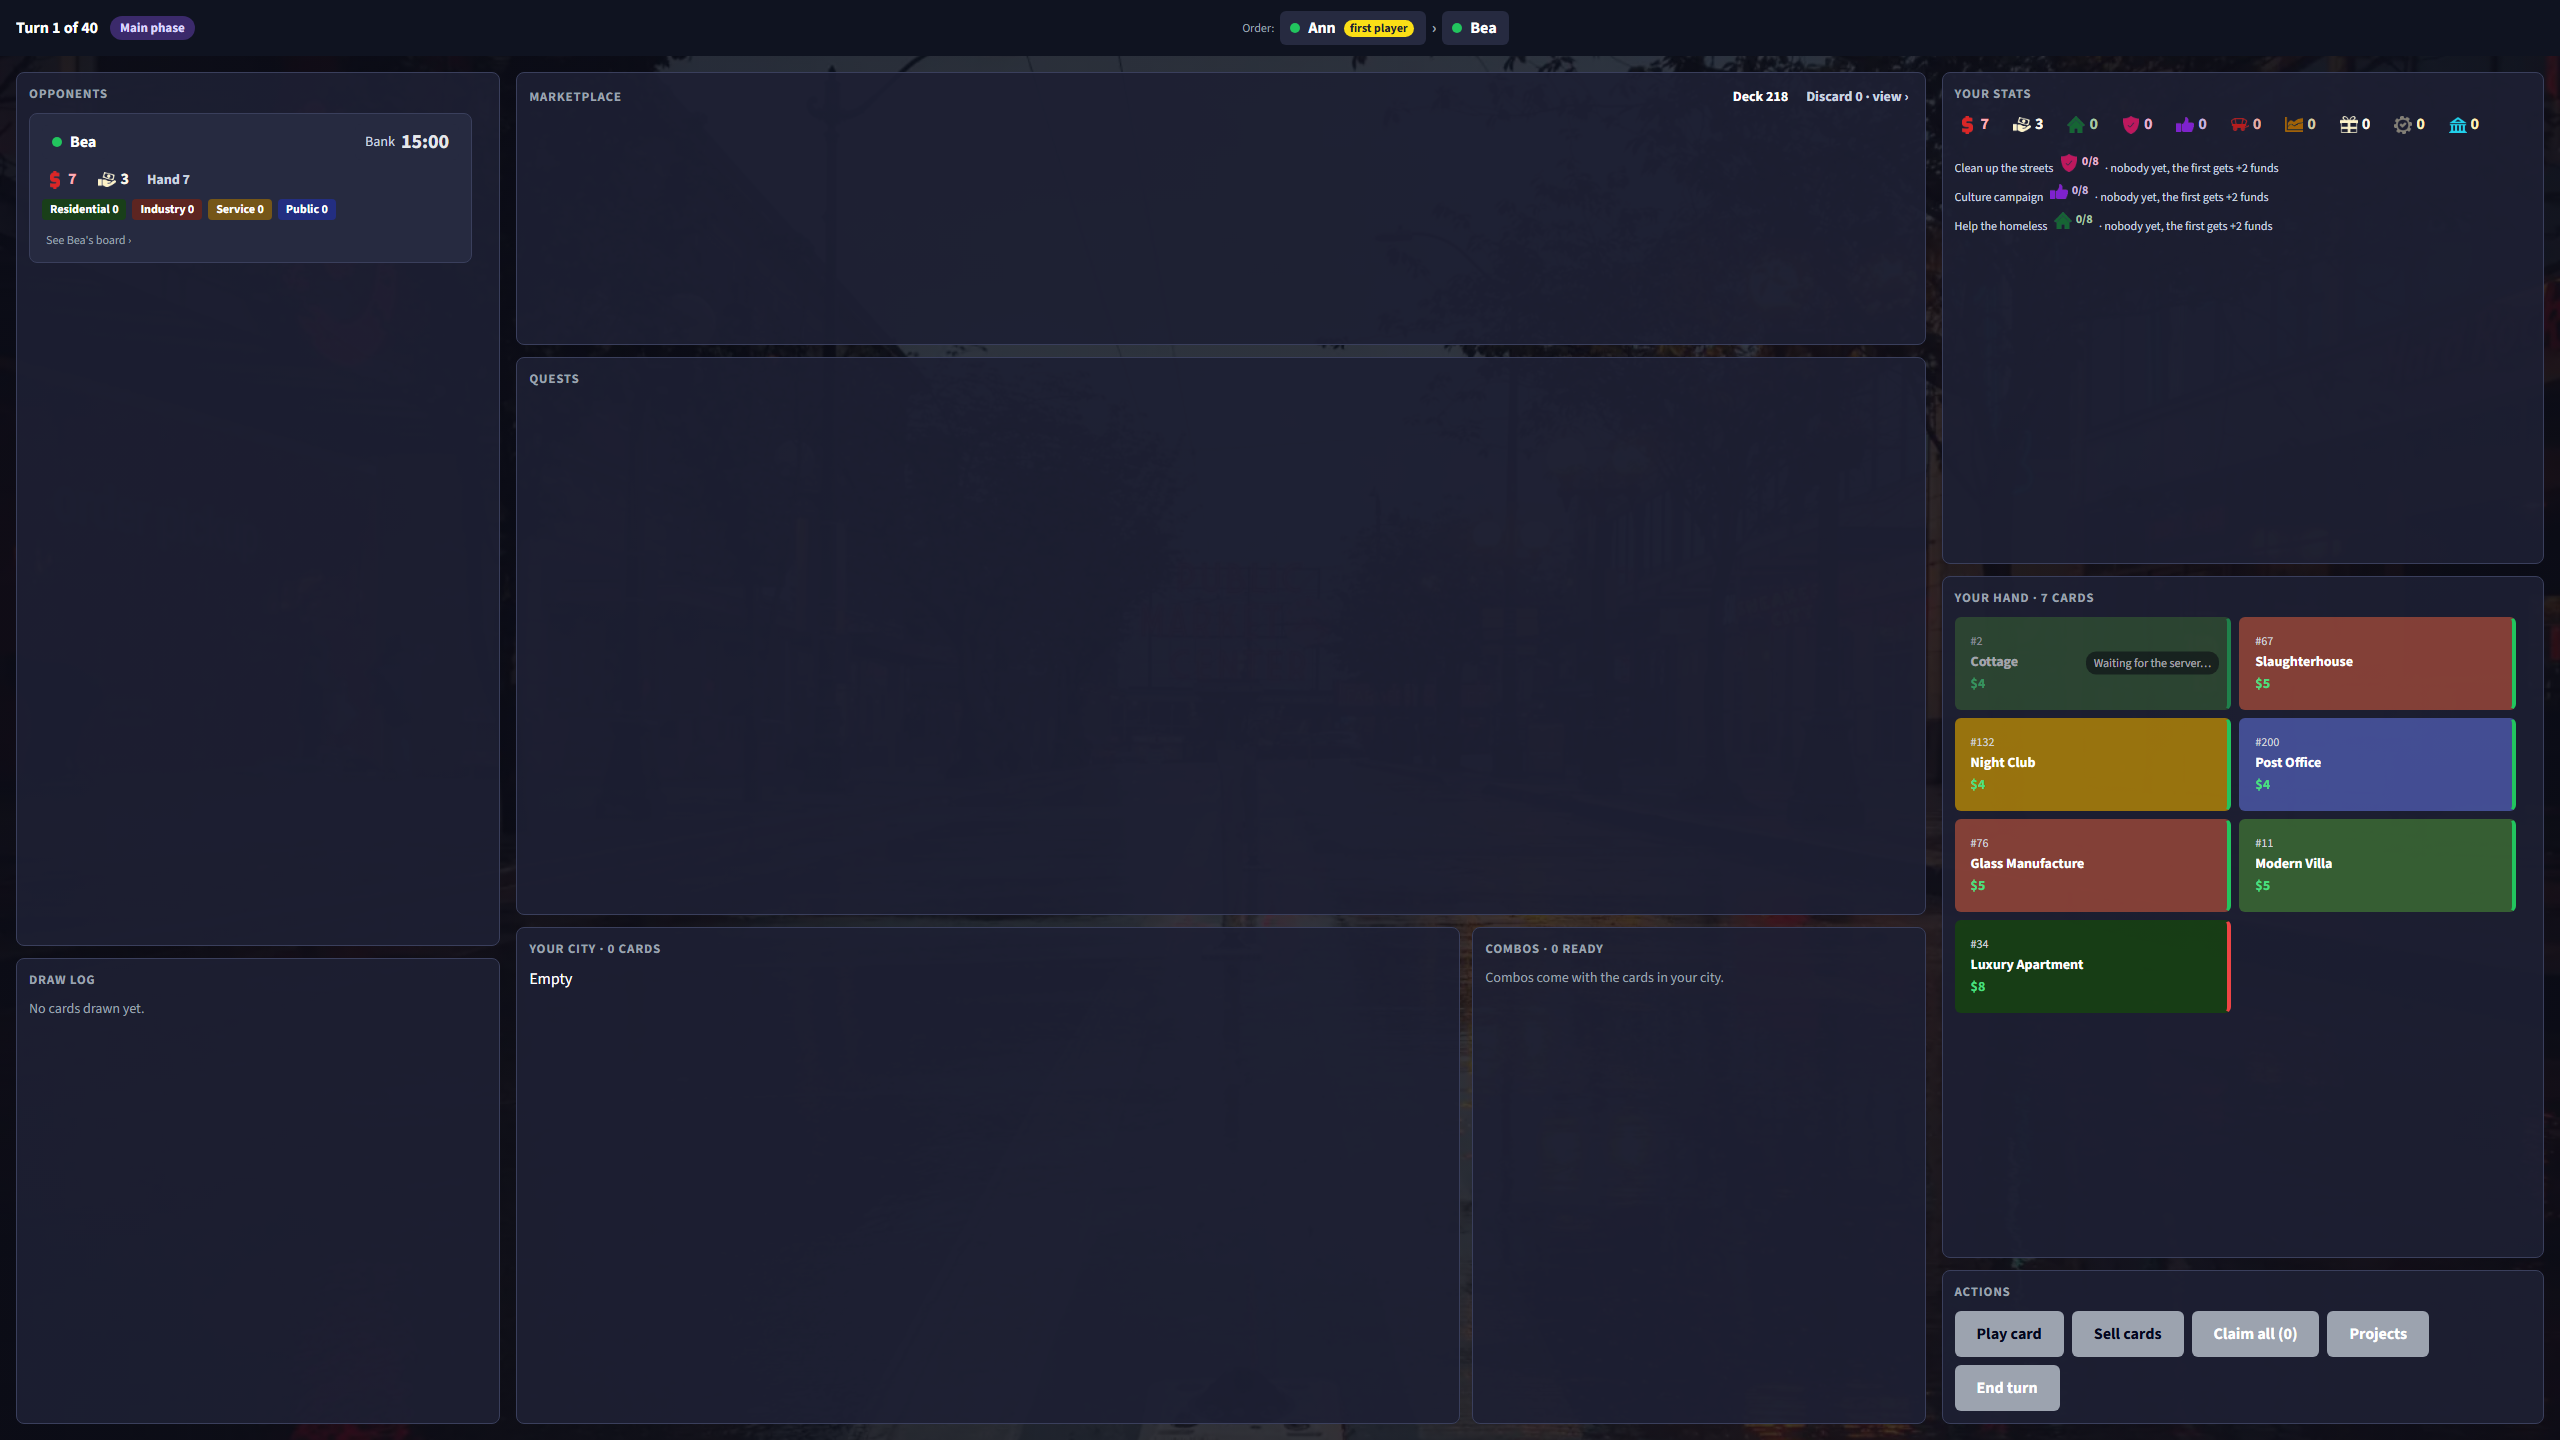 Turn 1 of 40 Main phase
Order: Ann first player › Bea
OPPONENTS
Bea Bank 15:00
7 3 Hand 7
Residential 0 Industry 0 Service 0 Public 0
See Bea's board ›
DRAW LOG
No cards drawn yet.
MARKETPLACE Deck 218 Discard 0 · view ›
QUESTS
YOUR CITY · 0 CARDS
Empty
COMBOS · 0 READY
Combos come with the cards in your city.
YOUR STATS
7 3 0 0 0 0 0 0 0 0
Clean up the streets 0/8 · nobody yet, the first gets +2 funds
Culture campaign 0/8 · nobody yet, the first gets +2 funds
Help the homeless 0/8 · nobody yet, the first gets +2 funds
YOUR HAND · 7 CARDS
#2
Cottage
$4
Waiting for the server…
#67
Slaughterhouse
$5
#132
Night Club
$4
#200
Post Office
$4
#76
Glass Manufacture
$5
#11
Modern Villa
$5
#34
Luxury Apartment
$8
ACTIONS
Play card Sell cards Claim all (0) Projects
End turn